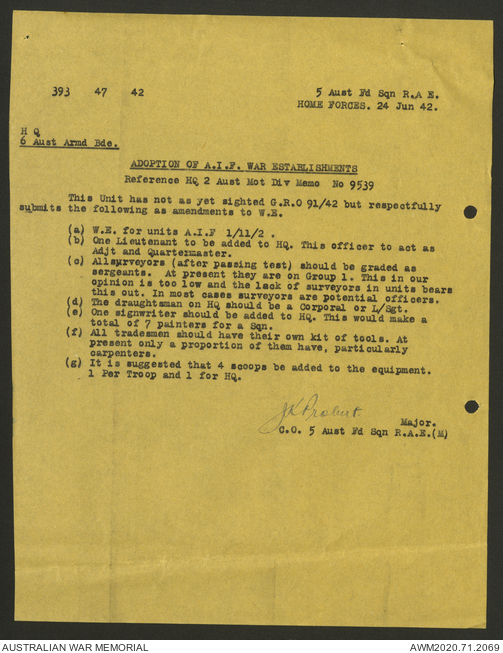 393 47 42
5 Aust Fd Sqn R.A E.
HOME FORCES. 24 Jun 42.
H Q
6 Aust Armd Bde.
ADOPTION OF A.I.F. WAR ESTABLISHMENTS
Reference HQ 2 Aust Mot Div Memo No 9539
This Unit has not as yet sighted G.R.O 91/42 but respectfully
submits the following as amendments to W.E.
(a) W.E. for units A.I.F 1/11/2 .
(b) One Lieutenant to be added to HQ. This officer to act as
Adjt and Quartermaster.
(c) Allsurveyors (after passing test) should be graded as
sergeants. At present they are on Group 1. This in our
opinion is too low and the lack of surveyors in units bears
this out. In most cases surveyors are potential officers.
(d) The draughtsman on HQ should be a Corporal or L/Sgt.
(e) One signwriter should be added to HQ. This would make a
total of 7 painters for a Sqn.
(f) All tradesmen should have their own kit of tools. At
present only a proportion of them have, particularly
carpenters.
(g) It is suggested that 4 scoops be added to the equipment.
1 Per Troop and 1 for HQ.
J K Probert
Major.
C.O. 5 Aust Fd Sqn R.A.E.(M)
AUSTRALIAN WAR MEMORIAL
AWM2020.71.2066